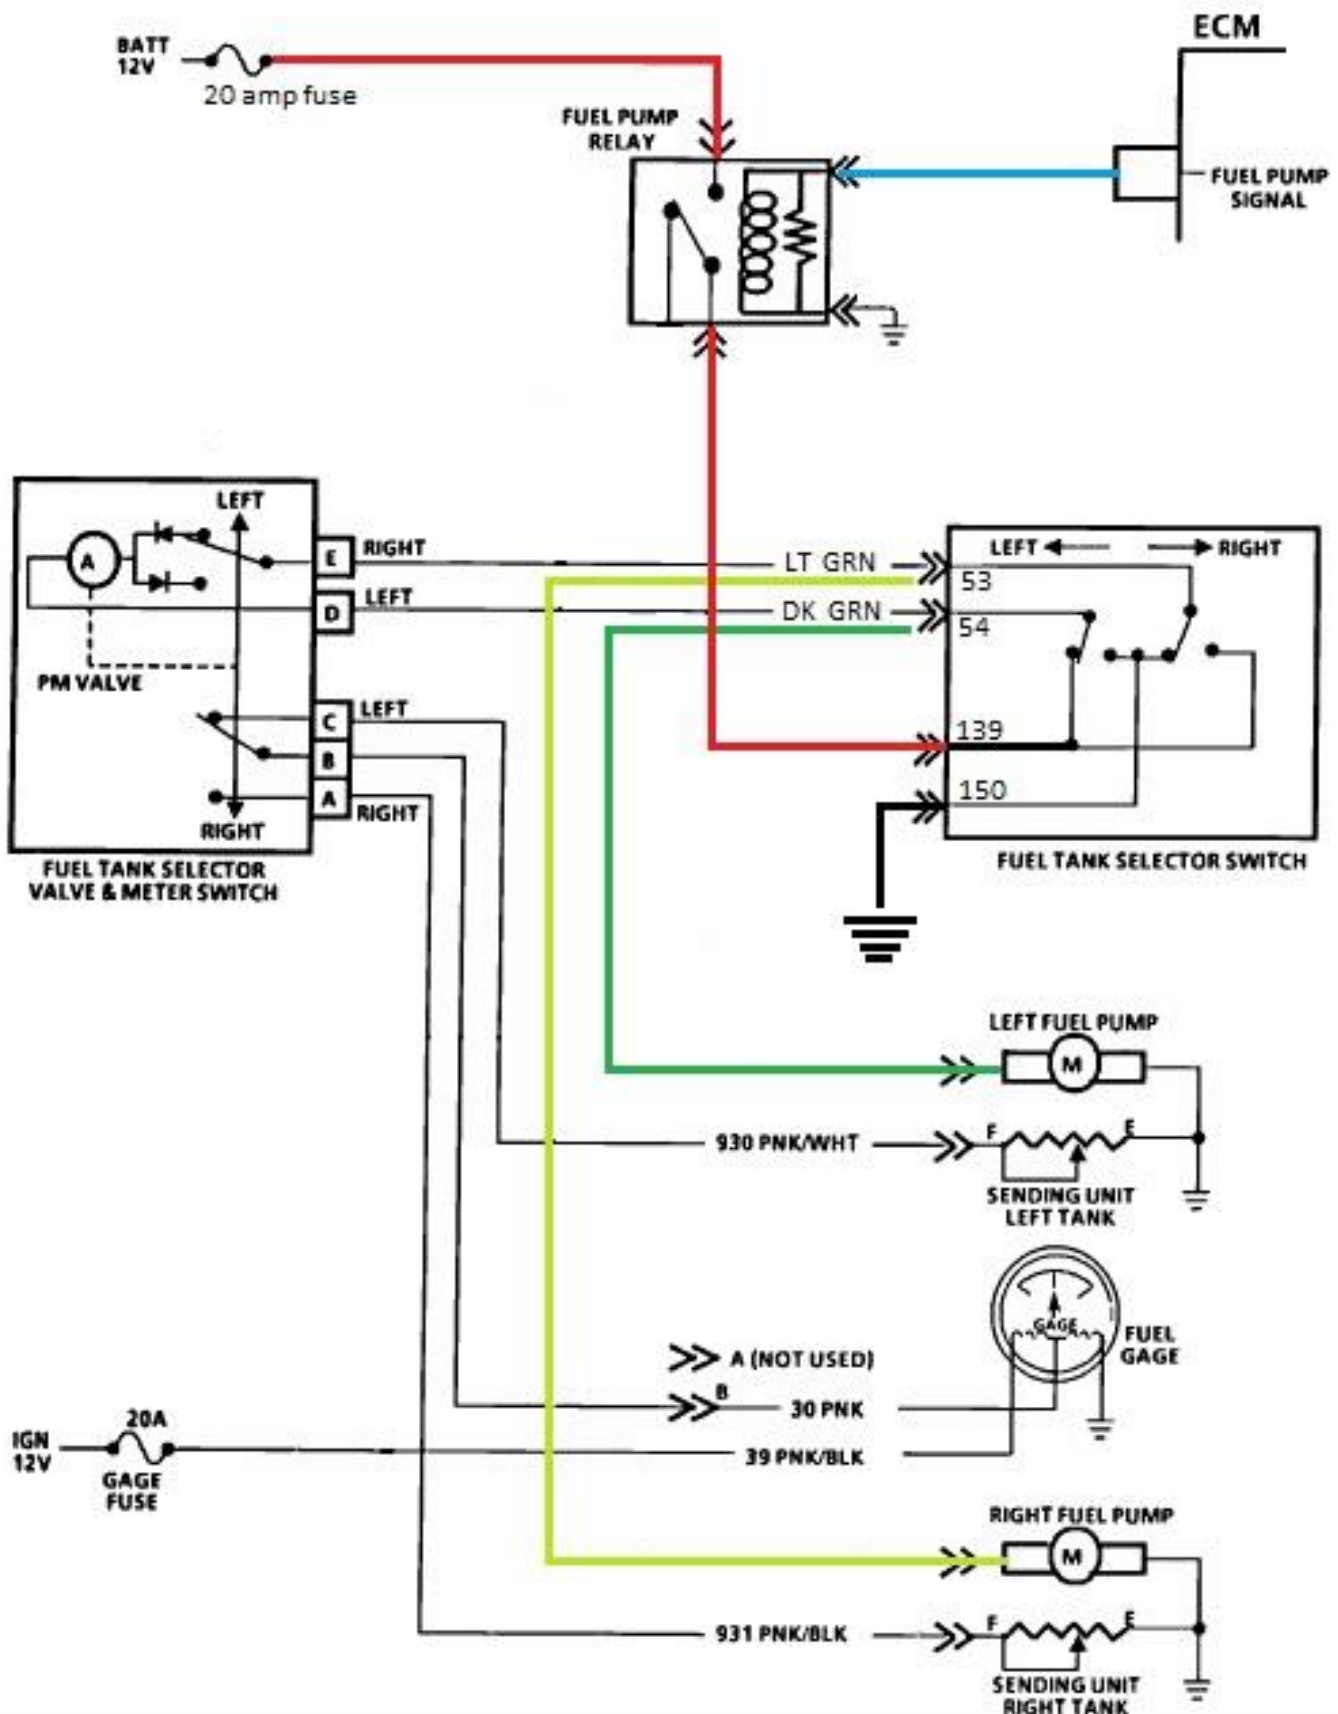 ECM
BATT
12V
20 amp fuse
FUEL PUMP
RELAY
FUEL PUMP
SIGNAL
LEFT
A
PM VALVE
RIGHT
E
RIGHT
D
LEFT
C
LEFT
B
A
RIGHT
FUEL TANK SELECTOR
VALVE & METER SWITCH
LT GRN
DK GRN
LEFT
RIGHT
53
54
139
150
FUEL TANK SELECTOR SWITCH
LEFT FUEL PUMP
M
930 PNK/WHT
F
E
SENDING UNIT
LEFT TANK
GAGE
FUEL
GAGE
A (NOT USED)
B
30 PNK
IGN
12V
20A
GAGE
FUSE
39 PNK/BLK
RIGHT FUEL PUMP
M
931 PNK/BLK
F
E
SENDING UNIT
RIGHT TANK